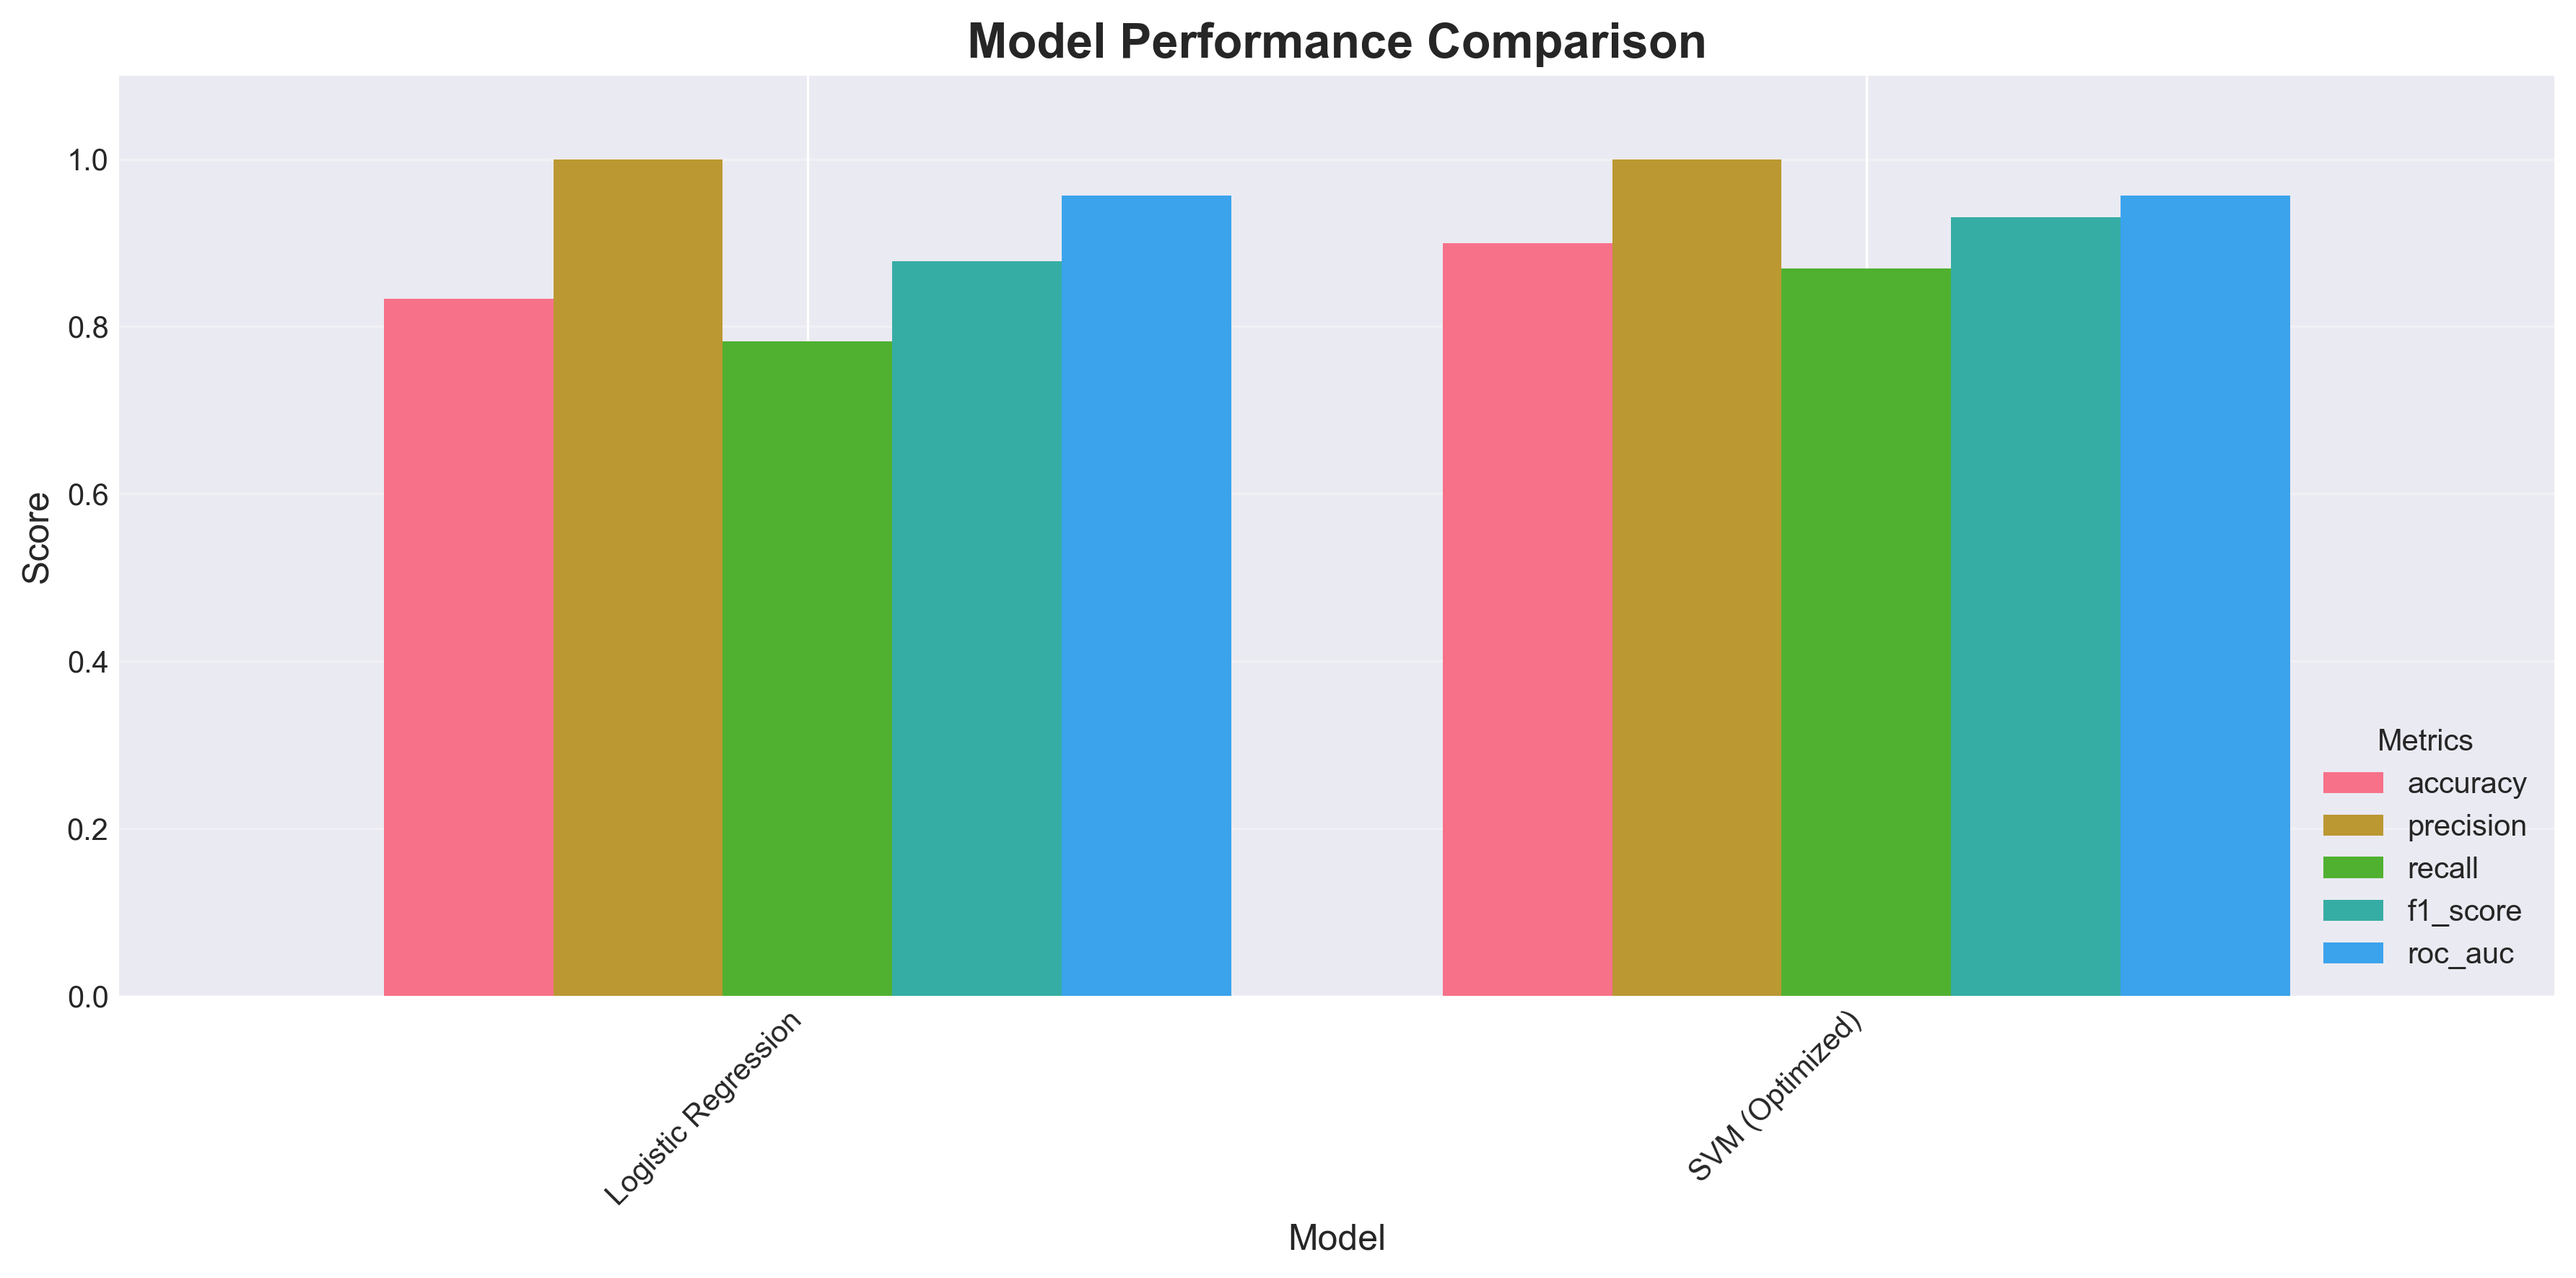 Model Performance Comparison
Score
1.0
0.8
0.6
0.4
0.2
0.0
Metrics
accuracy
precision
recall
f1_score
roc_auc
Logistic Regression
SVM (Optimized)
Model